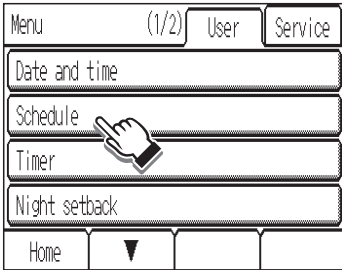 Menu (1/2) User Service
Date and time
Schedule
Timer
Night setback
Home ▼